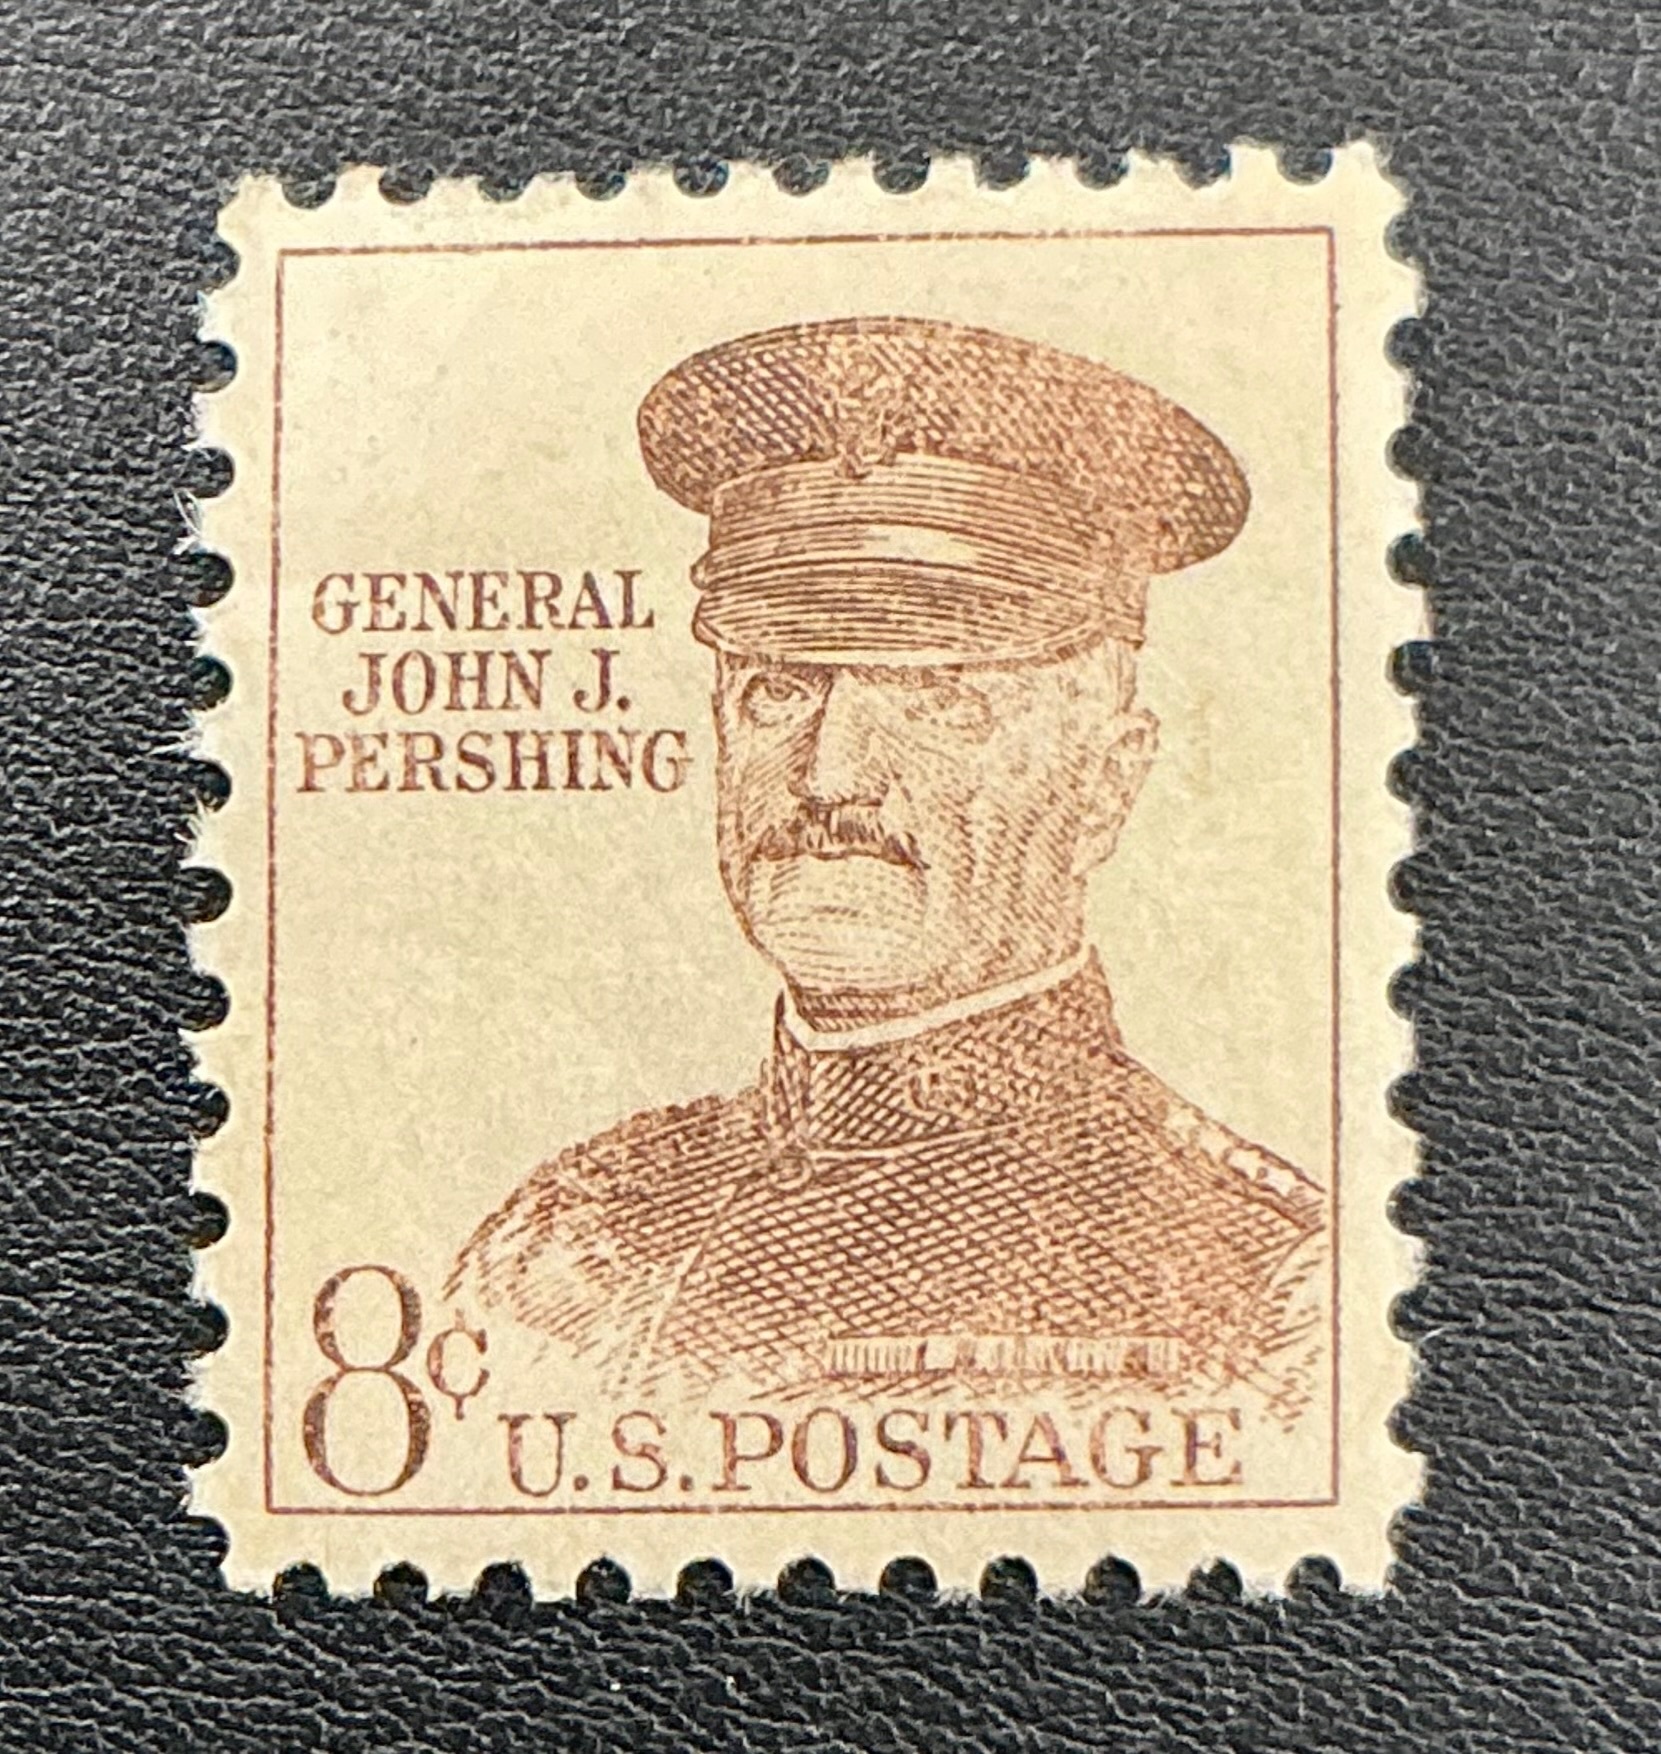 GENERAL
JOHN J.
PERSHING
8¢
U.S. POSTAGE